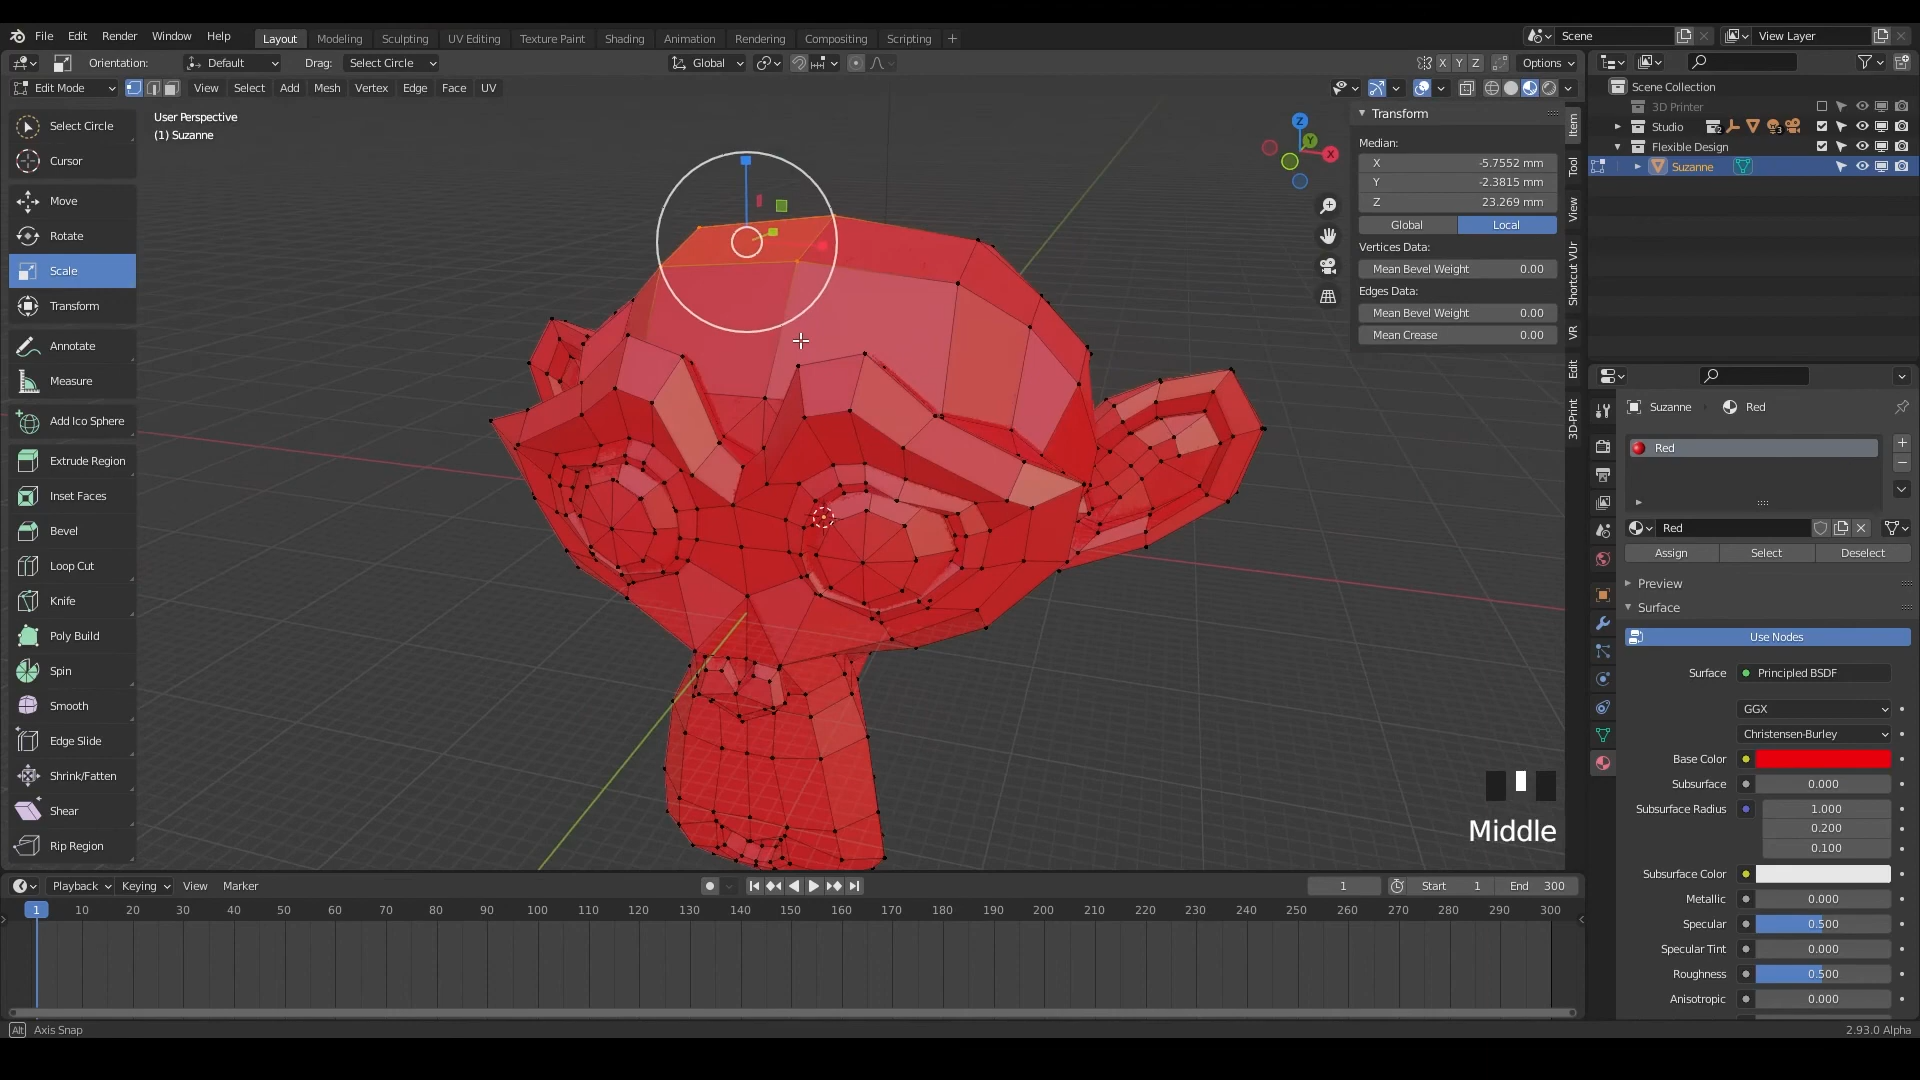 File Edit Render Window Help Layout Modeling Sculpting UV Editing Texture Paint Shading Animation Rendering Compositing Scripting + Scene View Layer
Orientation: Default Drag: Select Circle Global X Y Z Options
Edit Mode View Select Add Mesh Vertex Edge Face UV
User Perspective
(1) Suzanne
Select Circle
Cursor
Move
Rotate
Scale
Transform
Annotate
Measure
Add Ico Sphere
Extrude Region
Inset Faces
Bevel
Loop Cut
Knife
Poly Build
Spin
Smooth
Edge Slide
Shrink/Fatten
Shear
Rip Region
Z
Y
X
Transform
Median:
X -5.7552 mm
Y -2.3815 mm
Z 23.269 mm
Global Local
Vertices Data:
Mean Bevel Weight 0.00
Edges Data:
Mean Bevel Weight 0.00
Mean Crease 0.00
Item
Tool
View
Shortcut VUr
VR
Edit
3D-Print
Middle
Scene Collection
3D Printer
Studio 2 3
Flexible Design
Suzanne
Suzanne Red
Red
Red
Assign Select Deselect
Preview
Surface
Use Nodes
Surface Principled BSDF
GGX
Christensen-Burley
Base Color
Subsurface 0.000
Subsurface Radius 1.000
0.200
0.100
Subsurface Color
Metallic 0.000
Specular 0.500
Specular Tint 0.000
Roughness 0.500
Anisotropic 0.000
Playback Keying View Marker 1 Start 1 End 300
1 10 20 30 40 50 60 70 80 90 100 110 120 130 140 150 160 170 180 190 200 210 220 230 240 250 260 270 280 290 300
Alt Axis Snap 2.93.0 Alpha